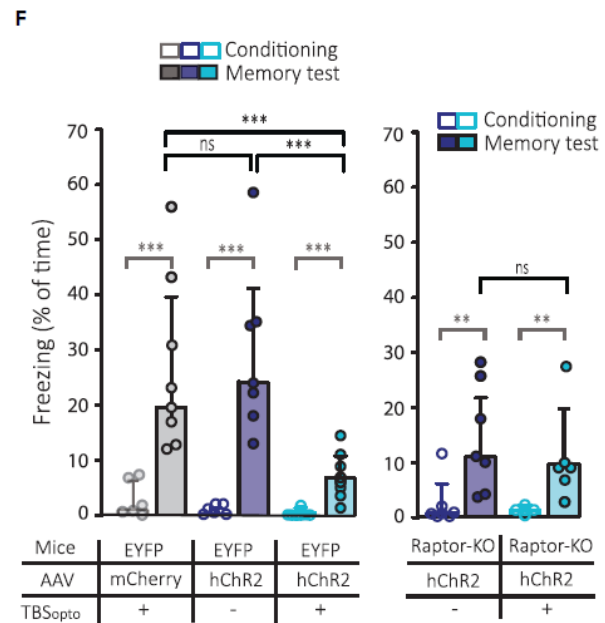 F
Conditioning
Memory test
Conditioning
Memory test
***
ns
***
***
***
***
ns
**
**
Freezing (% of time)
70
60
50
40
30
20
10
0
70
60
50
40
30
20
10
0
Mice EYFP EYFP EYFP Raptor-KO Raptor-KO
AAV mCherry hChR2 hChR2 hChR2 hChR2
TBSopto + - + - +